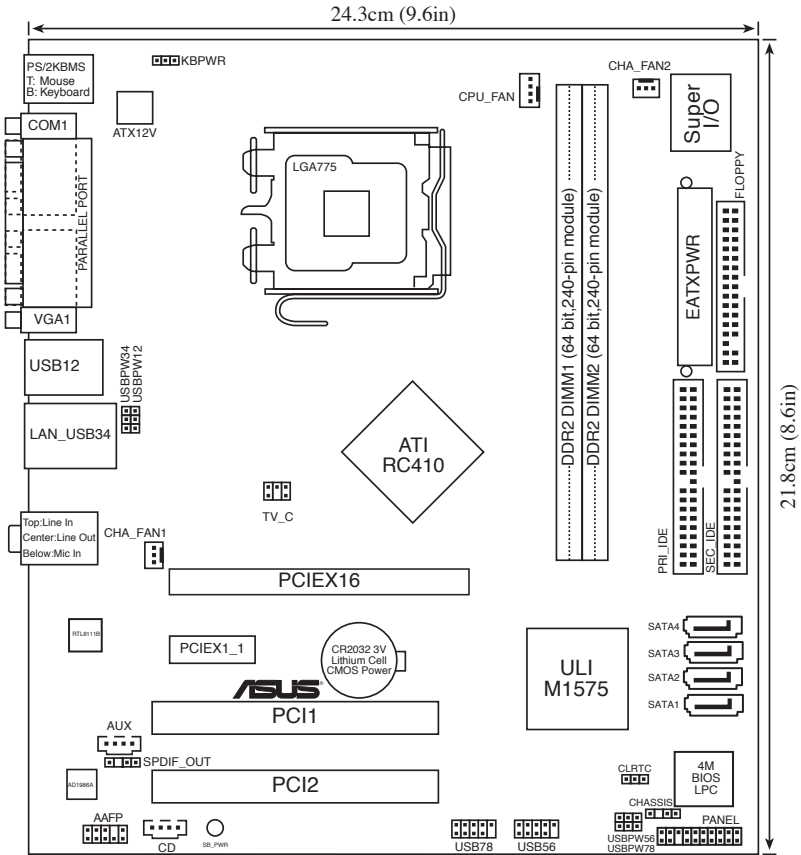 24.3cm (9.6in)
PS/2KBMS
T: Mouse
B: Keyboard
KBPWR
CPU_FAN
CHA_FAN2
Super
I/O
ATX12V
COM1
LGA775
PARALLEL PORT
FLOPPY
DDR2 DIMM1 (64 bit,240-pin module)
DDR2 DIMM2 (64 bit,240-pin module)
EATXPWR
VGA1
USB12
USBPW34
USBPW12
LAN_USB34
ATI
RC410
21.8cm (8.6in)
TV_C
Top:Line In
Center:Line Out
Below:Mic In
CHA_FAN1
PRI_IDE
SEC_IDE
PCIEX16
RTL8111B
PCIEX1_1
CR2032 3V
Lithium Cell
CMOS Power
SATA4
SATA3
SATA2
SATA1
ULI
M1575
ASUS
PCI1
AUX
SPDIF_OUT
AD1986A
PCI2
CLRTC
4M
BIOS
LPC
CHASSIS
PANEL
AAFP
CD
SB_PWR
USB78
USB56
USBPW56
USBPW78